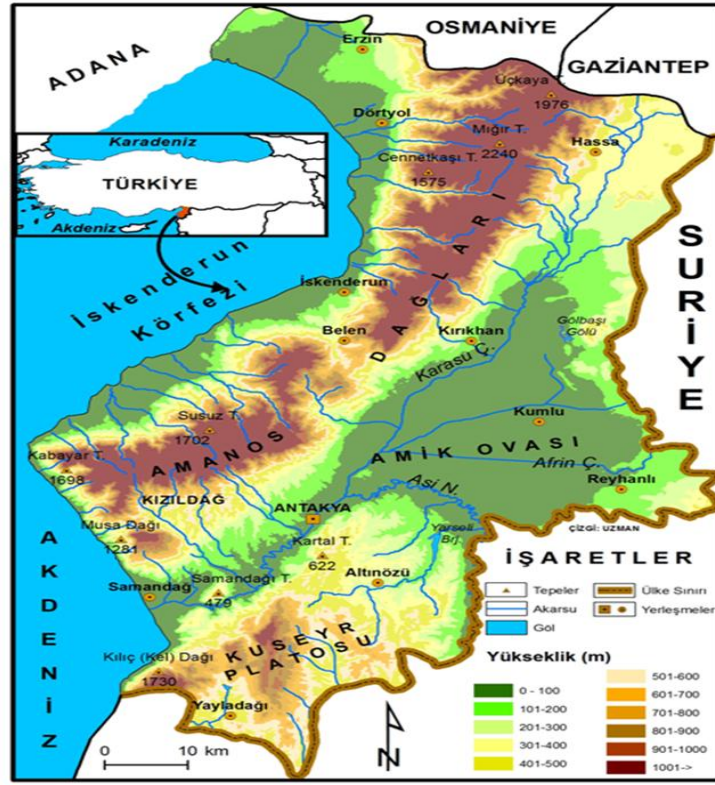 OSMANİYE
ADANA
GAZİANTEP
Erzin
Üçkaya
1976
Dörtyol
Mığır T.
2240
Hassa
Cennetkaşı T.
1575
Karadeniz
TÜRKİYE
Akdeniz
SURİYE
İskenderun
Körfezi
İskenderun
Belen
Kırıkhan
Gölbaşı
Gölü
Karasu Ç.
AMANOS DAĞLARI
Susuz T.
1702
Kumlu
AMİK OVASI
Kabayar T.
1698
KIZILDAĞ
Afrin Ç.
Reyhanlı
Asi N.
ANTAKYA
Musa Dağı
1281
Kartal T.
622
Yarseli
Brj.
ÇİZGİ: UZMAN
AKDENİZ
Samandağ
Samandağı T.
479
Altınözü
KUSEYR
PLATOSU
Kılıç (Kel) Dağı
1730
Yayladağı
0 10 km
N
İŞARETLER
Tepeler
Ülke Sınırı
Akarsu
Yerleşmeler
Göl
Yükseklik (m)
0 - 100
101-200
201-300
301-400
401-500
501-600
601-700
701-800
801-900
901-1000
1001->